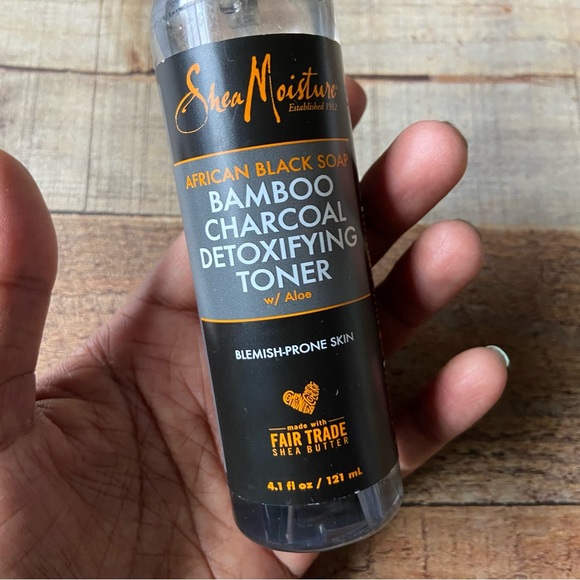 SheaMoisture
Established 1912
AFRICAN BLACK SOAP
BAMBOO
CHARCOAL
DETOXIFYING
TONER
w/ Aloe
BLEMISH-PRONE SKIN
made with
FAIR TRADE
SHEA BUTTER
4.1 fl oz / 121 mL